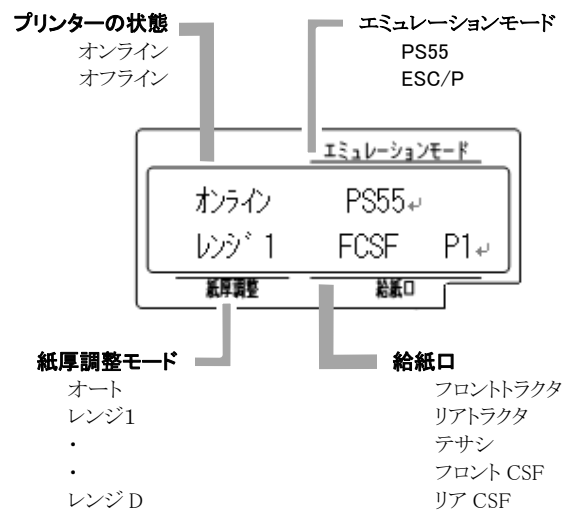 プリンターの状態
オンライン
オフライン
エミュレーションモード
PS55
ESC/P
エミュレーションモード
オンライン PS55↵
レンジ 1 FCSF P1↵
紙厚調整 給紙口
紙厚調整モード
オート
レンジ1
・
・
レンジ D
給紙口
フロントトラクタ
リアトラクタ
テサシ
フロント CSF
リア CSF